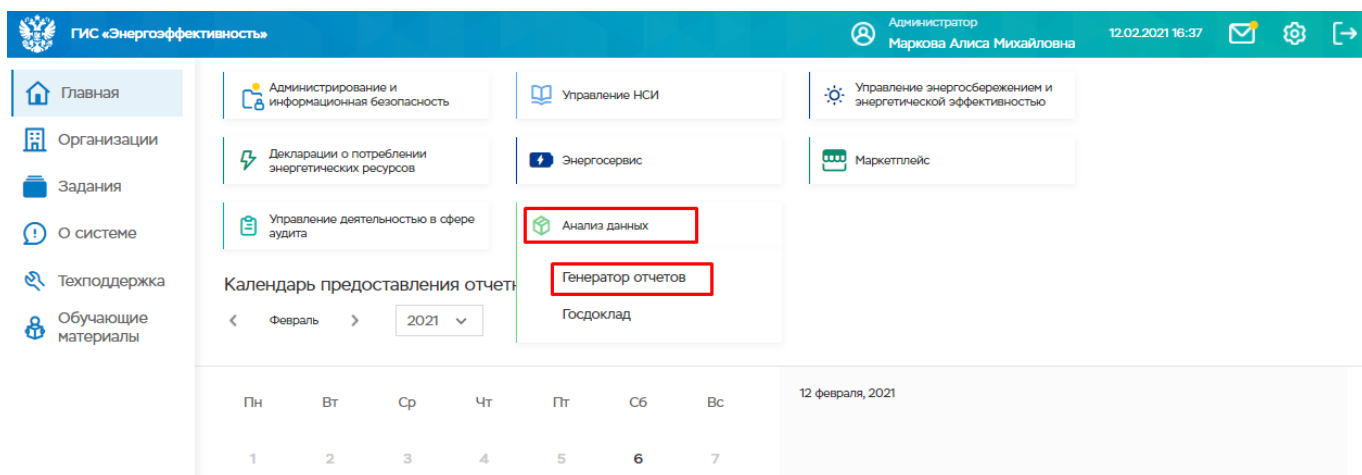 ГИС «Энергоэффективность»
Администратор
Маркова Алиса Михайловна
12.02.2021 16:37
Главная
Организации
Задания
О системе
Техподдержка
Обучающие
материалы
Администрирование и
информационная безопасность
Управление НСИ
Управление энергосбережением и
энергетической эффективностью
Декларации о потреблении
энергетических ресурсов
Энергосервис
Маркетплейс
Управление деятельностью в сфере
аудита
Анализ данных
Генератор отчетов
Госдоклад
Календарь предоставления отчетн
Февраль
2021
Пн Вт Ср Чт Пт Сб Вс
1 2 3 4 5 6 7
12 февраля, 2021